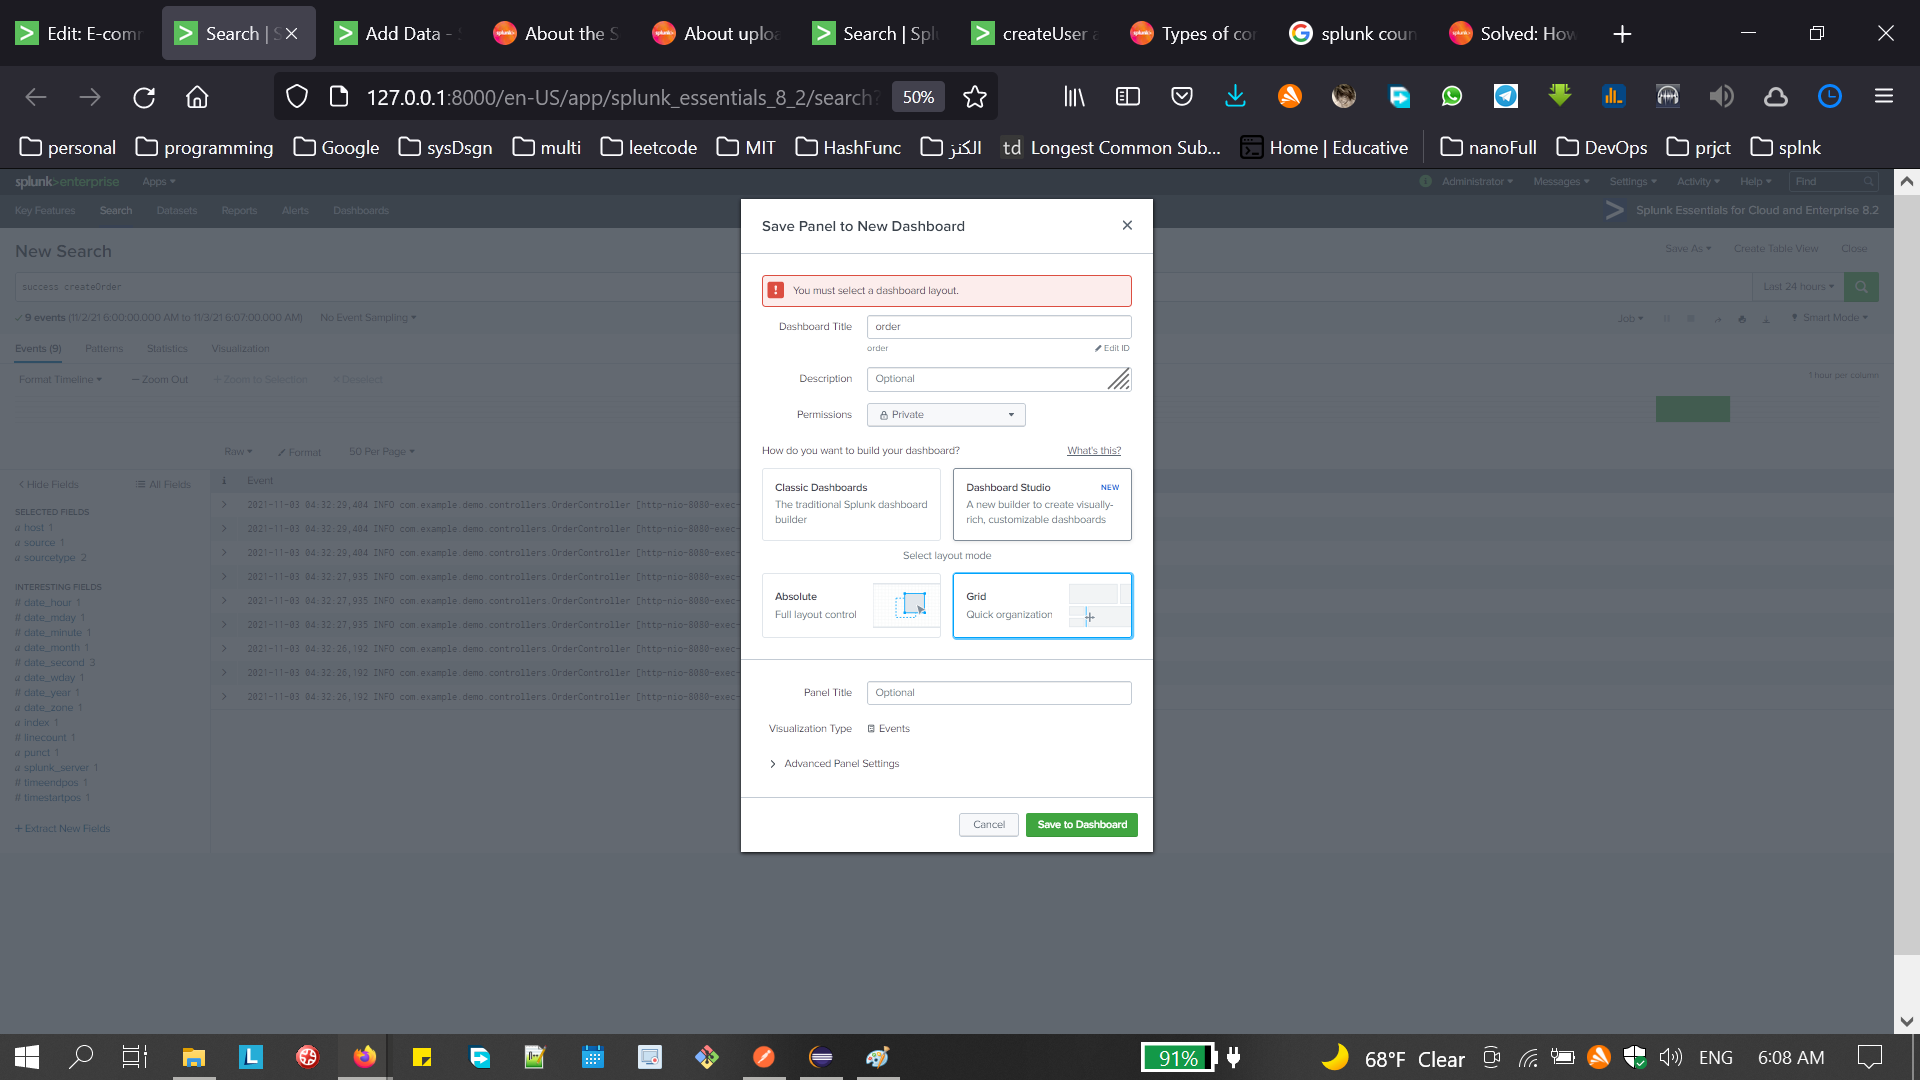 Edit: E-comm
Search | S
Add Data - S
About the S
About uploa
Search | Spl
createUser a
Types of cor
splunk coun
Solved: How
127.0.0.1:8000/en-US/app/splunk_essentials_8_2/search?
50%
personal
programming
Google
sysDsgn
multi
leetcode
MIT
HashFunc
الكنز
td Longest Common Sub...
Home | Educative
nanoFull
DevOps
prjct
splnk
splunk>enterprise Apps
Administrator Messages Settings Activity Help Find
Key Features Search Datasets Reports Alerts Dashboards
Splunk Essentials for Cloud and Enterprise 8.2
New Search
Save As Create Table View Close
success createOrder
Last 24 hours
9 events (11/2/21 6:00:00.000 AM to 11/3/21 6:07:00.000 AM) No Event Sampling
Job Smart Mode
Events (9) Patterns Statistics Visualization
Format Timeline — Zoom Out + Zoom to Selection × Deselect
1 hour per column
Raw Format 50 Per Page
< Hide Fields All Fields
i Event
SELECTED FIELDS
a host 1
a source 1
a sourcetype 2
INTERESTING FIELDS
# date_hour 1
# date_mday 1
# date_minute 1
a date_month 1
# date_second 3
a date_wday 1
# date_year 1
a date_zone 1
a index 1
# linecount 1
a punct 1
a splunk_server 1
# timeendpos 1
# timestartpos 1
+ Extract New Fields
2021-11-03 04:32:29,404 INFO com.example.demo.controllers.OrderController [http-nio-8080-exec-
2021-11-03 04:32:29,404 INFO com.example.demo.controllers.OrderController [http-nio-8080-exec-
2021-11-03 04:32:29,404 INFO com.example.demo.controllers.OrderController [http-nio-8080-exec-
2021-11-03 04:32:27,935 INFO com.example.demo.controllers.OrderController [http-nio-8080-exec-
2021-11-03 04:32:27,935 INFO com.example.demo.controllers.OrderController [http-nio-8080-exec-
2021-11-03 04:32:27,935 INFO com.example.demo.controllers.OrderController [http-nio-8080-exec-
2021-11-03 04:32:26,192 INFO com.example.demo.controllers.OrderController [http-nio-8080-exec-
2021-11-03 04:32:26,192 INFO com.example.demo.controllers.OrderController [http-nio-8080-exec-
2021-11-03 04:32:26,192 INFO com.example.demo.controllers.OrderController [http-nio-8080-exec-
Save Panel to New Dashboard
You must select a dashboard layout.
Dashboard Title order
order Edit ID
Description Optional
Permissions Private
How do you want to build your dashboard? What's this?
Classic Dashboards
The traditional Splunk dashboard
builder
Dashboard Studio NEW
A new builder to create visually-
rich, customizable dashboards
Select layout mode
Absolute
Full layout control
Grid
Quick organization
Panel Title Optional
Visualization Type Events
Advanced Panel Settings
Cancel Save to Dashboard
91%
68°F Clear
ENG
6:08 AM